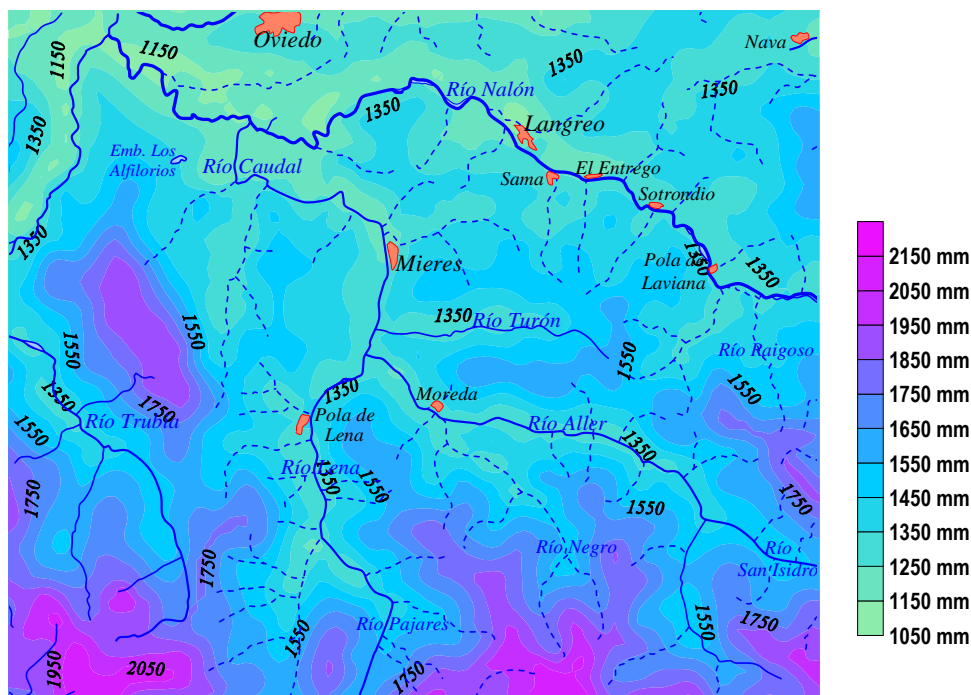 Oviedo
Nava
1150
1150
1350
1350
Río Nalón
1350
1350
Langreo
Emb. Los
Alfilorios
Río Caudal
Sama
El Entrego
Sotrondio
1350
Mieres
1350
Pola de
Laviana
1350
1550
1550
1350
Río Turón
1550
Río Raigoso
1350
1350
Moreda
1550
1750
Río Trubia
Pola de
Lena
Río Aller
1350
1550
Río Lena
1350
1550
1750
1750
1550
Río Negro
Río
San Isidro
1750
1550
Río Pajares
1550
1750
1950
2050
1750
2150 mm
2050 mm
1950 mm
1850 mm
1750 mm
1650 mm
1550 mm
1450 mm
1350 mm
1250 mm
1150 mm
1050 mm